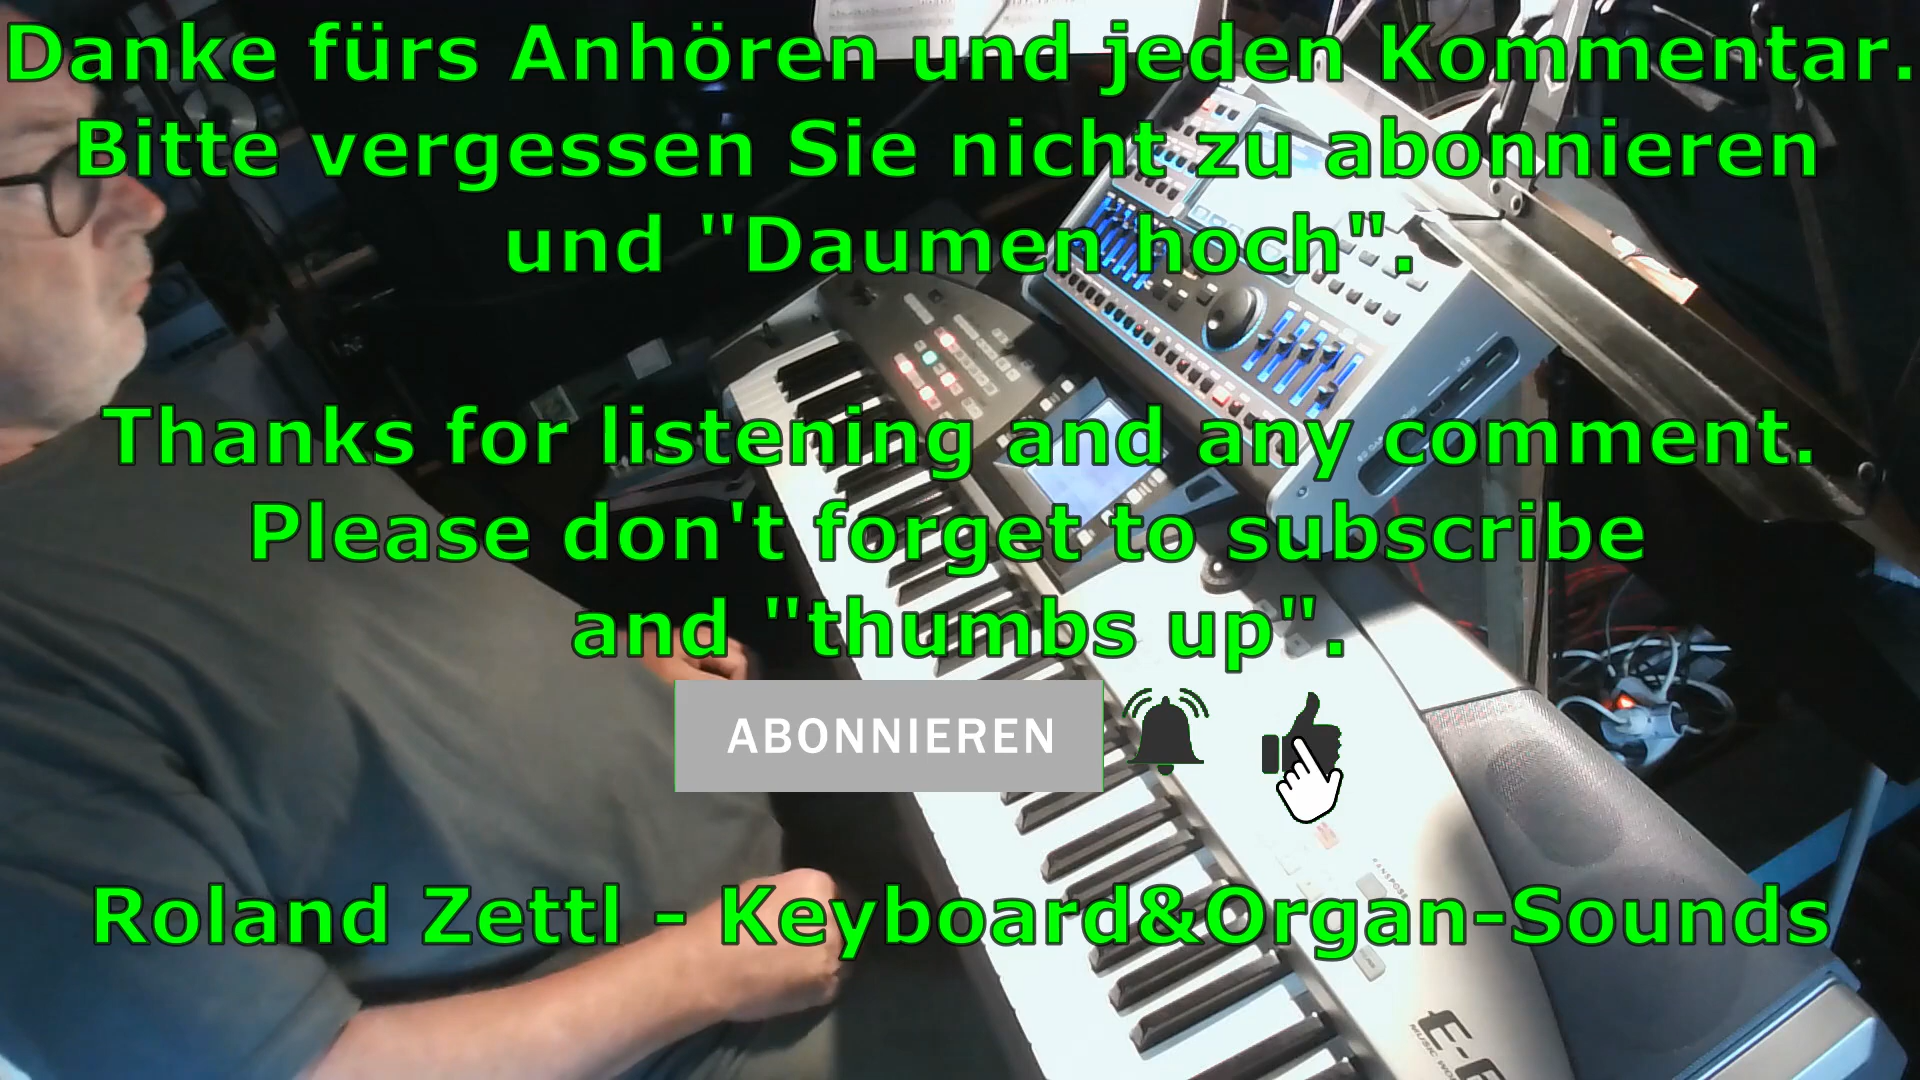 Danke fürs Anhören und jeden Kommentar.
Bitte vergessen Sie nicht zu abonnieren
und "Daumen hoch".
Thanks for listening and any comment.
Please don't forget to subscribe
and "thumbs up".
ABONNIEREN
Roland Zettl - Keyboard&Organ-Sounds